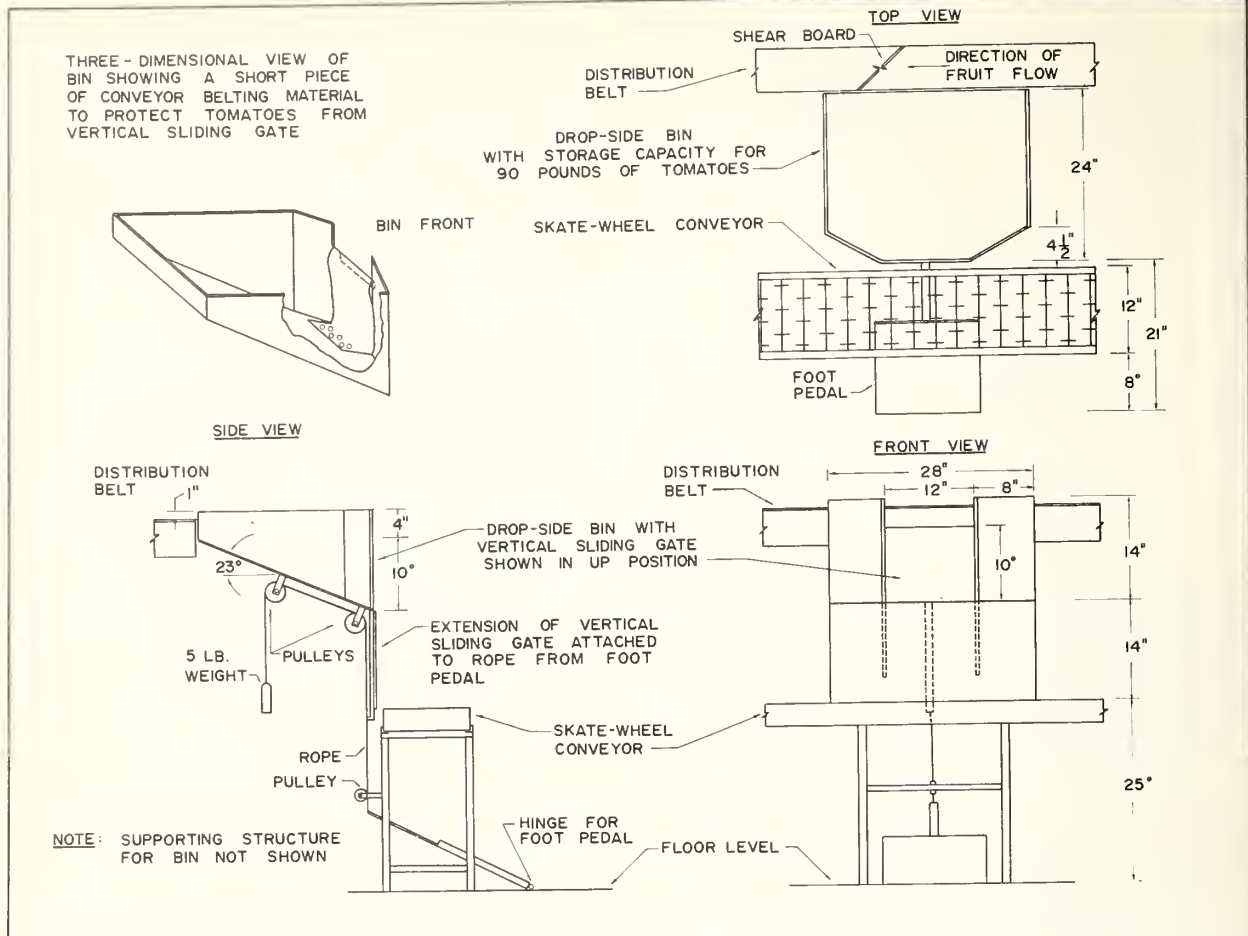 THREE-DIMENSIONAL VIEW OF
BIN SHOWING A SHORT PIECE
OF CONVEYOR BELTING MATERIAL
TO PROTECT TOMATOES FROM
VERTICAL SLIDING GATE
BIN FRONT
TOP VIEW
SHEAR BOARD
DIRECTION OF
FRUIT FLOW
DISTRIBUTION
BELT
DROP-SIDE BIN
WITH STORAGE CAPACITY FOR
90 POUNDS OF TOMATOES
24"
SKATE-WHEEL CONVEYOR
4½"
12"
21"
FOOT
PEDAL
8"
SIDE VIEW
DISTRIBUTION
BELT
1"
4"
DROP-SIDE BIN WITH
VERTICAL SLIDING GATE
SHOWN IN UP POSITION
23°
10"
EXTENSION OF VERTICAL
SLIDING GATE ATTACHED
TO ROPE FROM FOOT
PEDAL
5 LB.
WEIGHT
PULLEYS
SKATE-WHEEL
CONVEYOR
ROPE
PULLEY
HINGE FOR
FOOT PEDAL
NOTE: SUPPORTING STRUCTURE
FOR BIN NOT SHOWN
FLOOR LEVEL
FRONT VIEW
DISTRIBUTION
BELT
28"
12"
8"
14"
10"
14"
25"